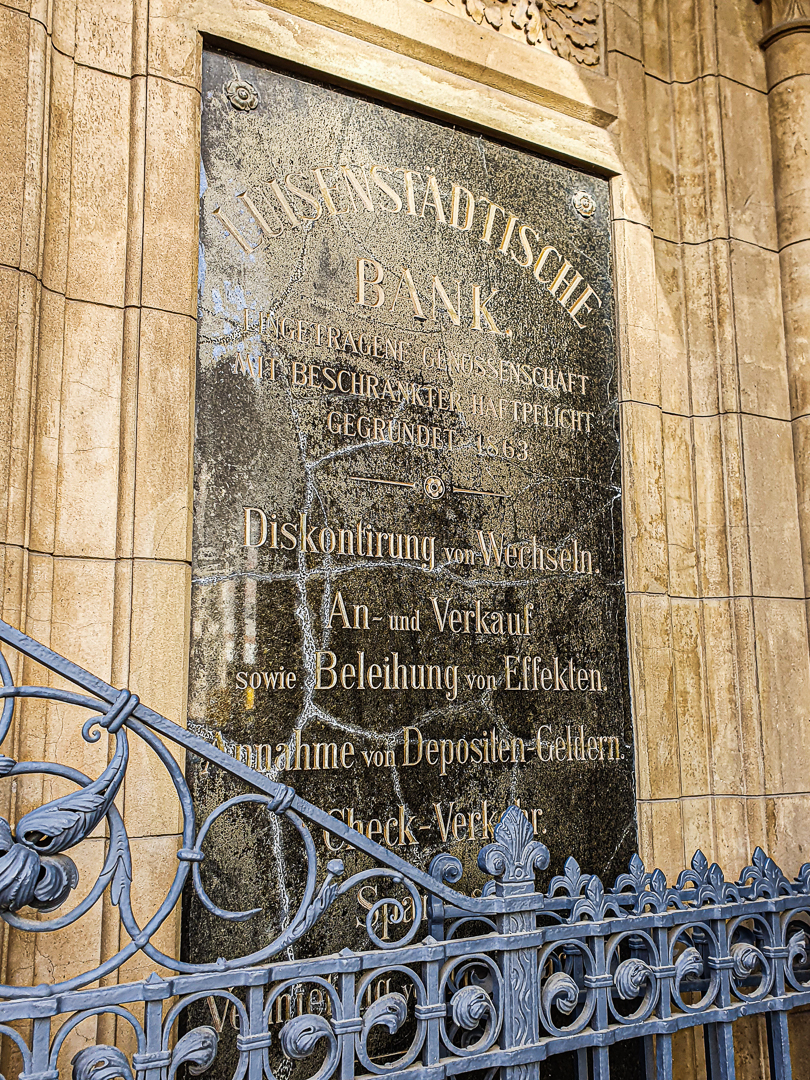 LUISENSTÄDTISCHE
BANK.
EINGETRAGENE GENOSSENSCHAFT
MIT BESCHRÄNKTER HAFTPFLICHT
GEGRÜNDET 1863
Diskontirung von Wechseln.
An- und Verkauf
sowie Beleihung von Effekten.
Annahme von Depositen-Geldern.
Check-Verkehr.